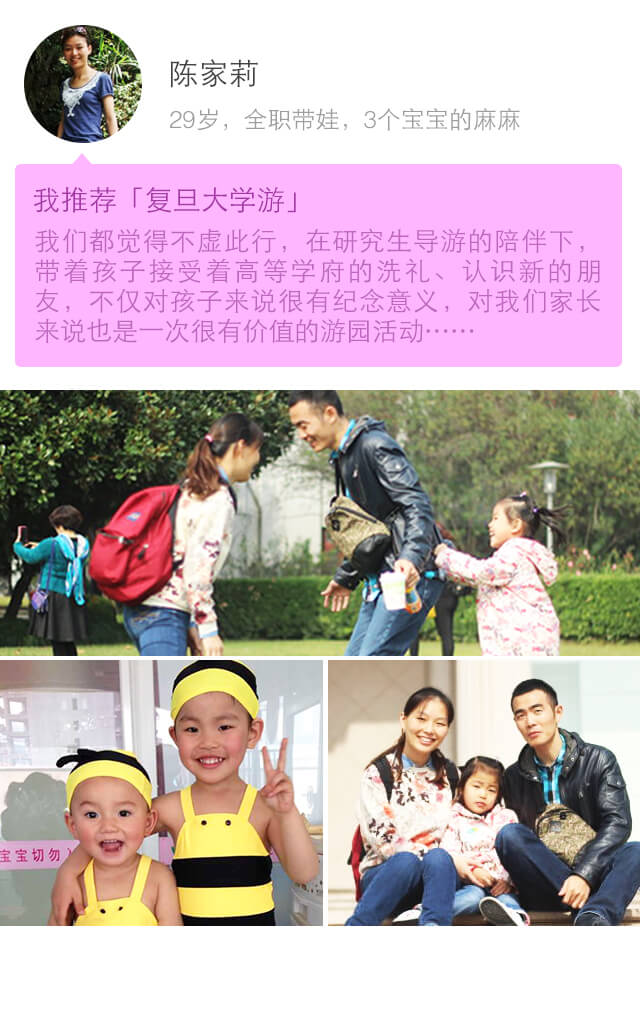 陈家莉
29岁，全职带娃，3个宝宝的麻麻
我推荐「复旦大学游」
我们都觉得不虚此行，在研究生导游的陪伴下，
带着孩子接受着高等学府的洗礼、认识新的朋
友，不仅对孩子来说很有纪念意义，对我们家长
来说也是一次很有价值的游园活动……
宝宝切勿